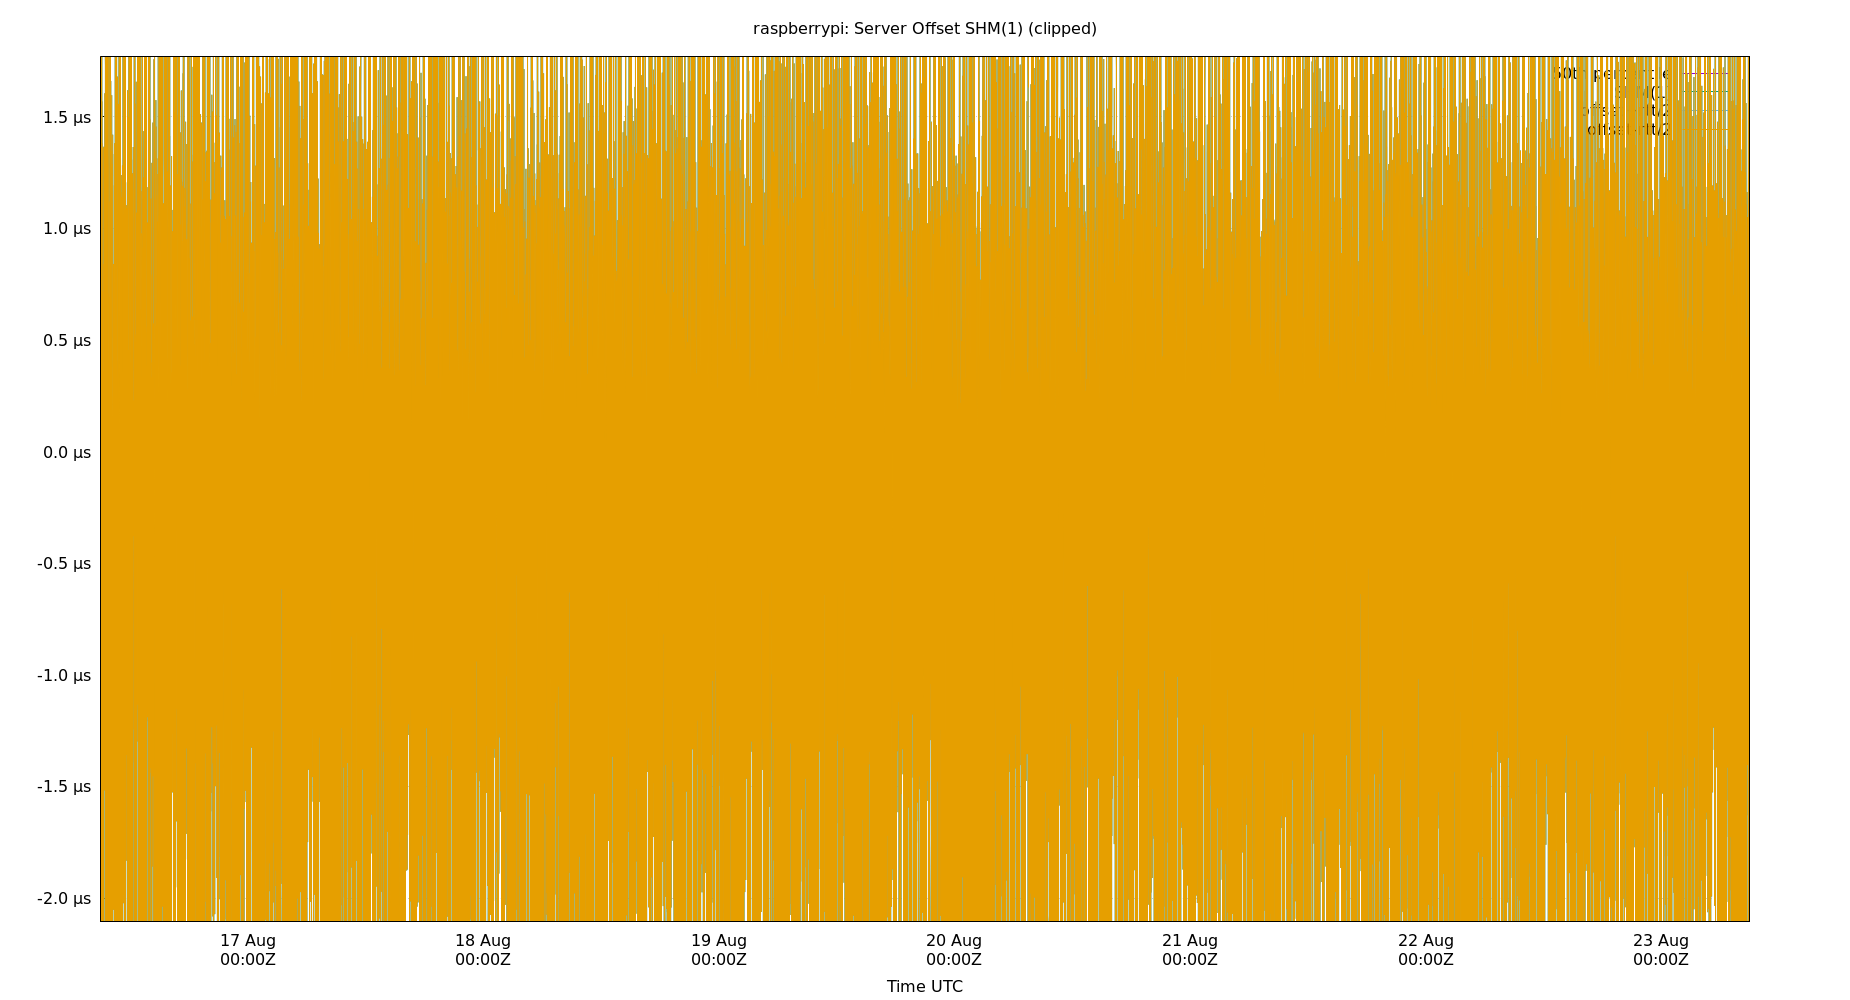 raspberrypi: Server Offset SHM(1) (clipped)
1.5 µs
1.0 µs
0.5 µs
0.0 µs
-0.5 µs
-1.0 µs
-1.5 µs
-2.0 µs
17 Aug 18 Aug 19 Aug 20 Aug 21 Aug 22 Aug 23 Aug
00:00Z 00:00Z 00:00Z 00:00Z 00:00Z 00:00Z 00:00Z
Time UTC